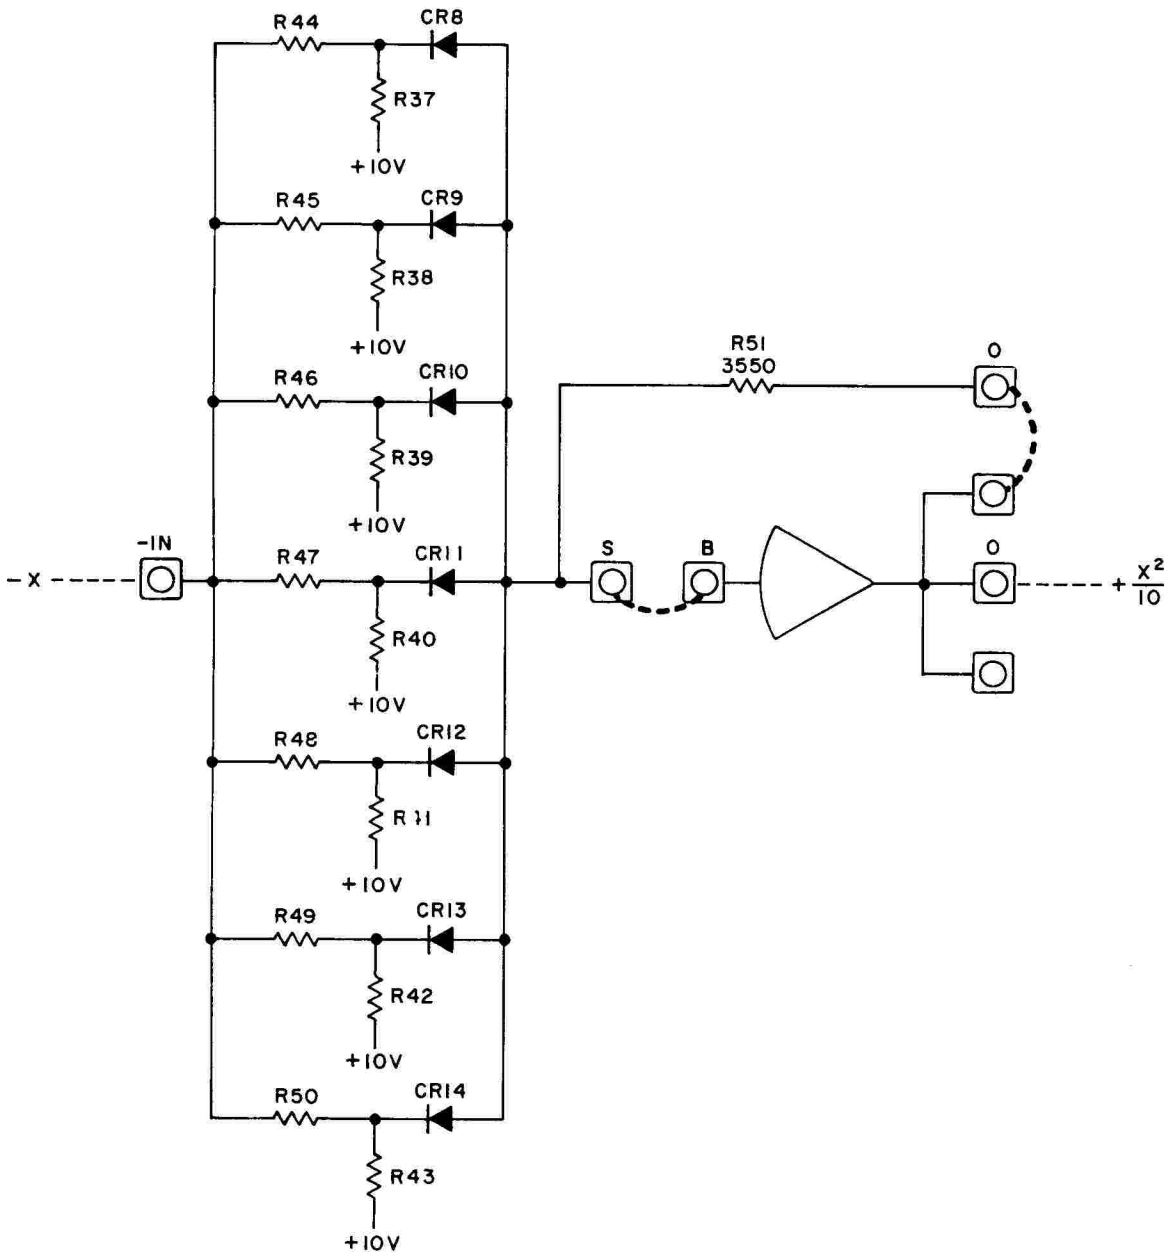 R44
CR8
R37
+10V
R45
CR9
R38
+10V
R46
CR10
R39
+10V
R51
3550
O
-IN
-X
R47
CR11
R40
+10V
S
B
O
+ X²/10
R48
CR12
+10V
R49
CR13
R42
+10V
R50
CR14
R43
+10V